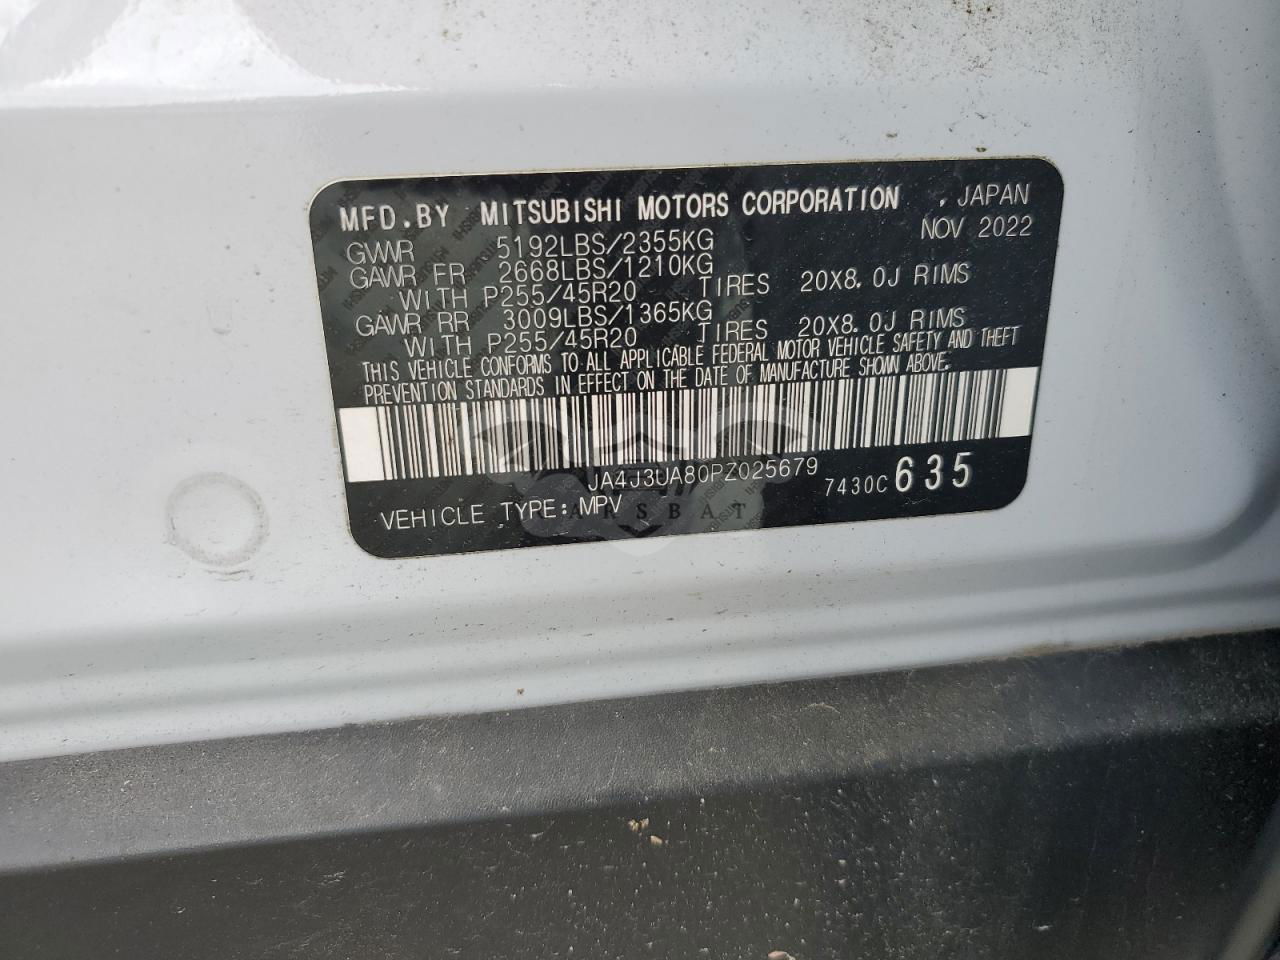 MFD.BY MITSUBISHI MOTORS CORPORATION , JAPAN
NOV 2022
GVWR 5192LBS/2355KG
GAWR FR 2668LBS/1210KG
WITH P255/45R20 TIRES 20X8.0J RIMS
GAWR RR 3009LBS/1365KG
WITH P255/45R20 TIRES 20X8.0J RIMS
THIS VEHICLE CONFORMS TO ALL APPLICABLE FEDERAL MOTOR VEHICLE SAFETY AND THEFT
PREVENTION STANDARDS IN EFFECT ON THE DATE OF MANUFACTURE SHOWN ABOVE.
JA4J3UA80PZ025679
7430C 635
VEHICLE TYPE: MPV
CARSBAT